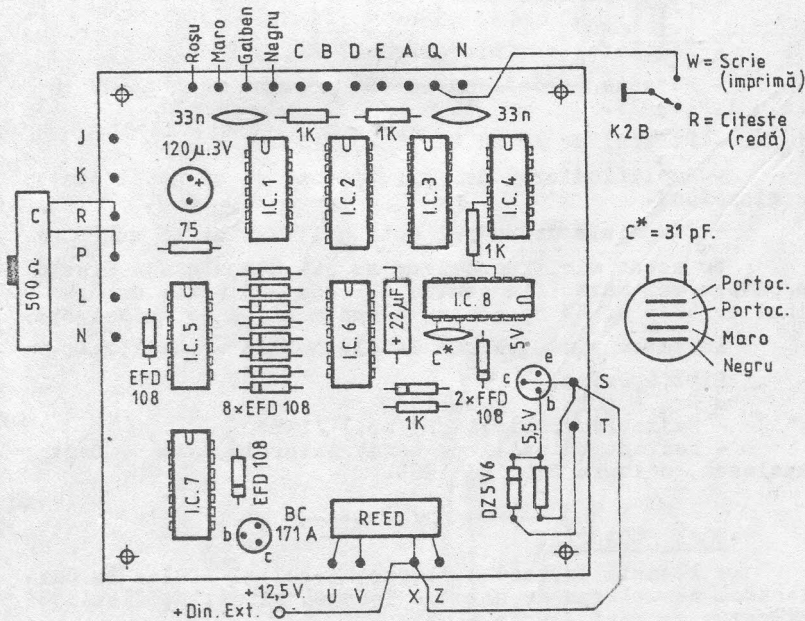 Roşu
Maro
Galben
Negru
C
B
D
E
A
Q
N
W = Scrie
(imprimă)
R = Citeste
(redă)
K2B
33n
1K
1K
33n
J
K
R
P
L
N
C
500 Ω
120 µ.3V
+
75
I.C. 1
I.C. 2
I.C. 3
I.C. 4
1K
C* = 31 pF.
Portoc.
Portoc.
Maro
Negru
I.C. 5
EFD
108
8×EFD 108
I.C. 6
+ 22µF
I.C. 8
C*
5V
2×FFD
108
1K
e
c
b
S
T
5,5V
DZ5V6
I.C. 7
EFD 108
BC
171 A
b
c
REED
U
V
X
Z
+ 12,5 V.
+ Din. Ext.